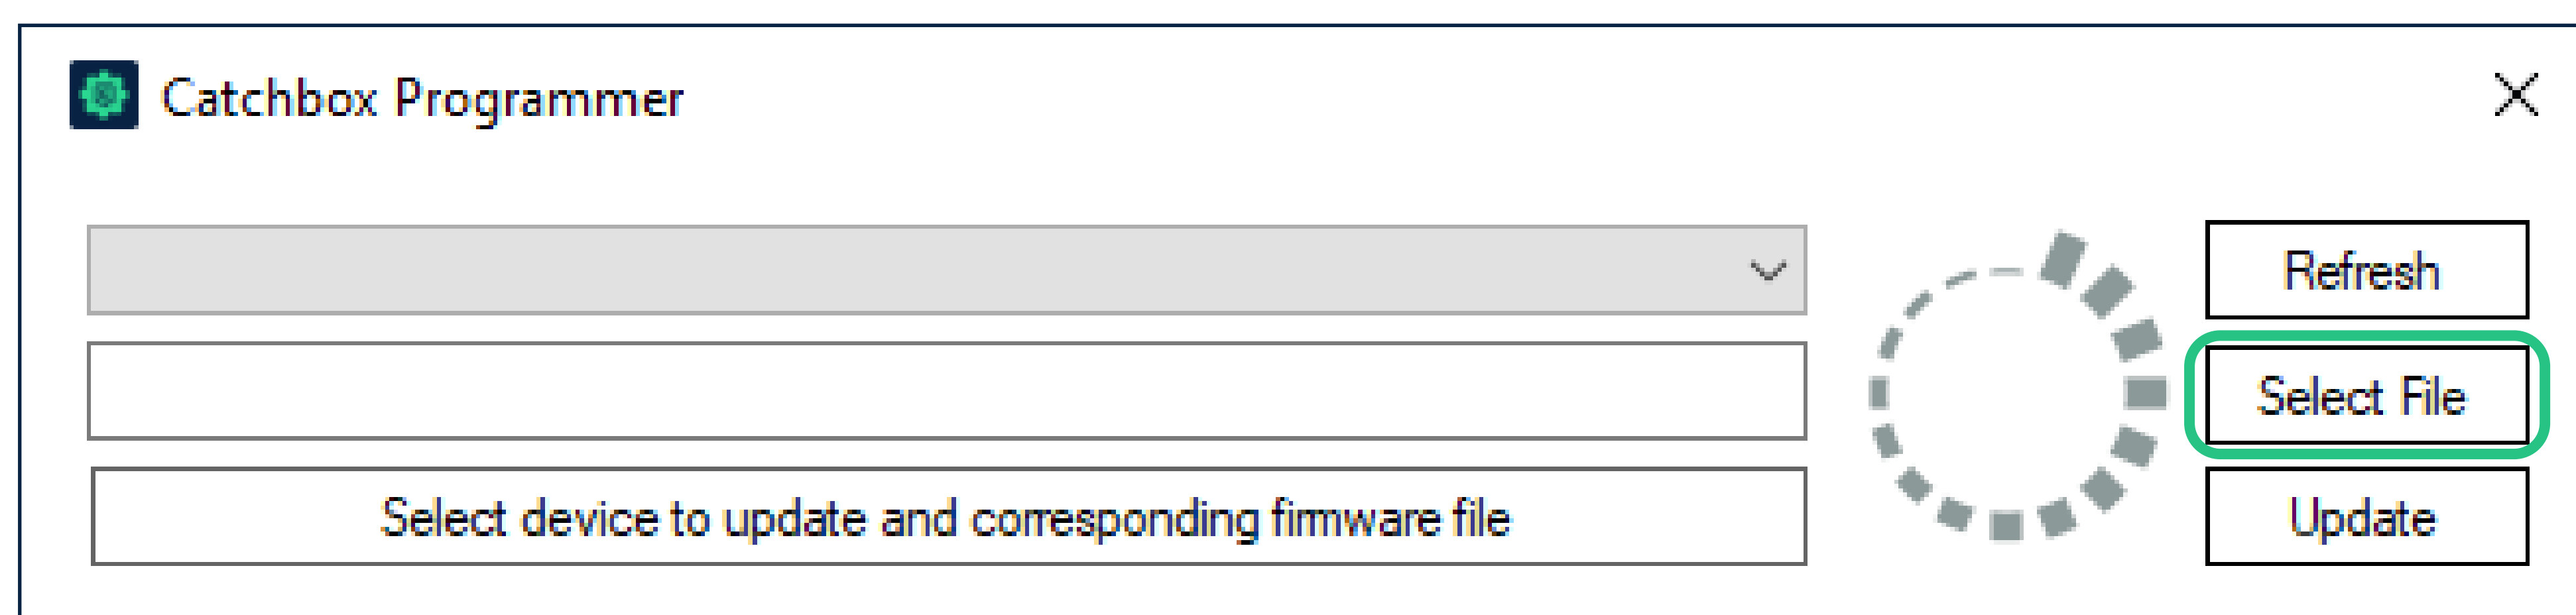 Catchbox Programmer
Refresh
Select File
Select device to update and corresponding firmware file
Update